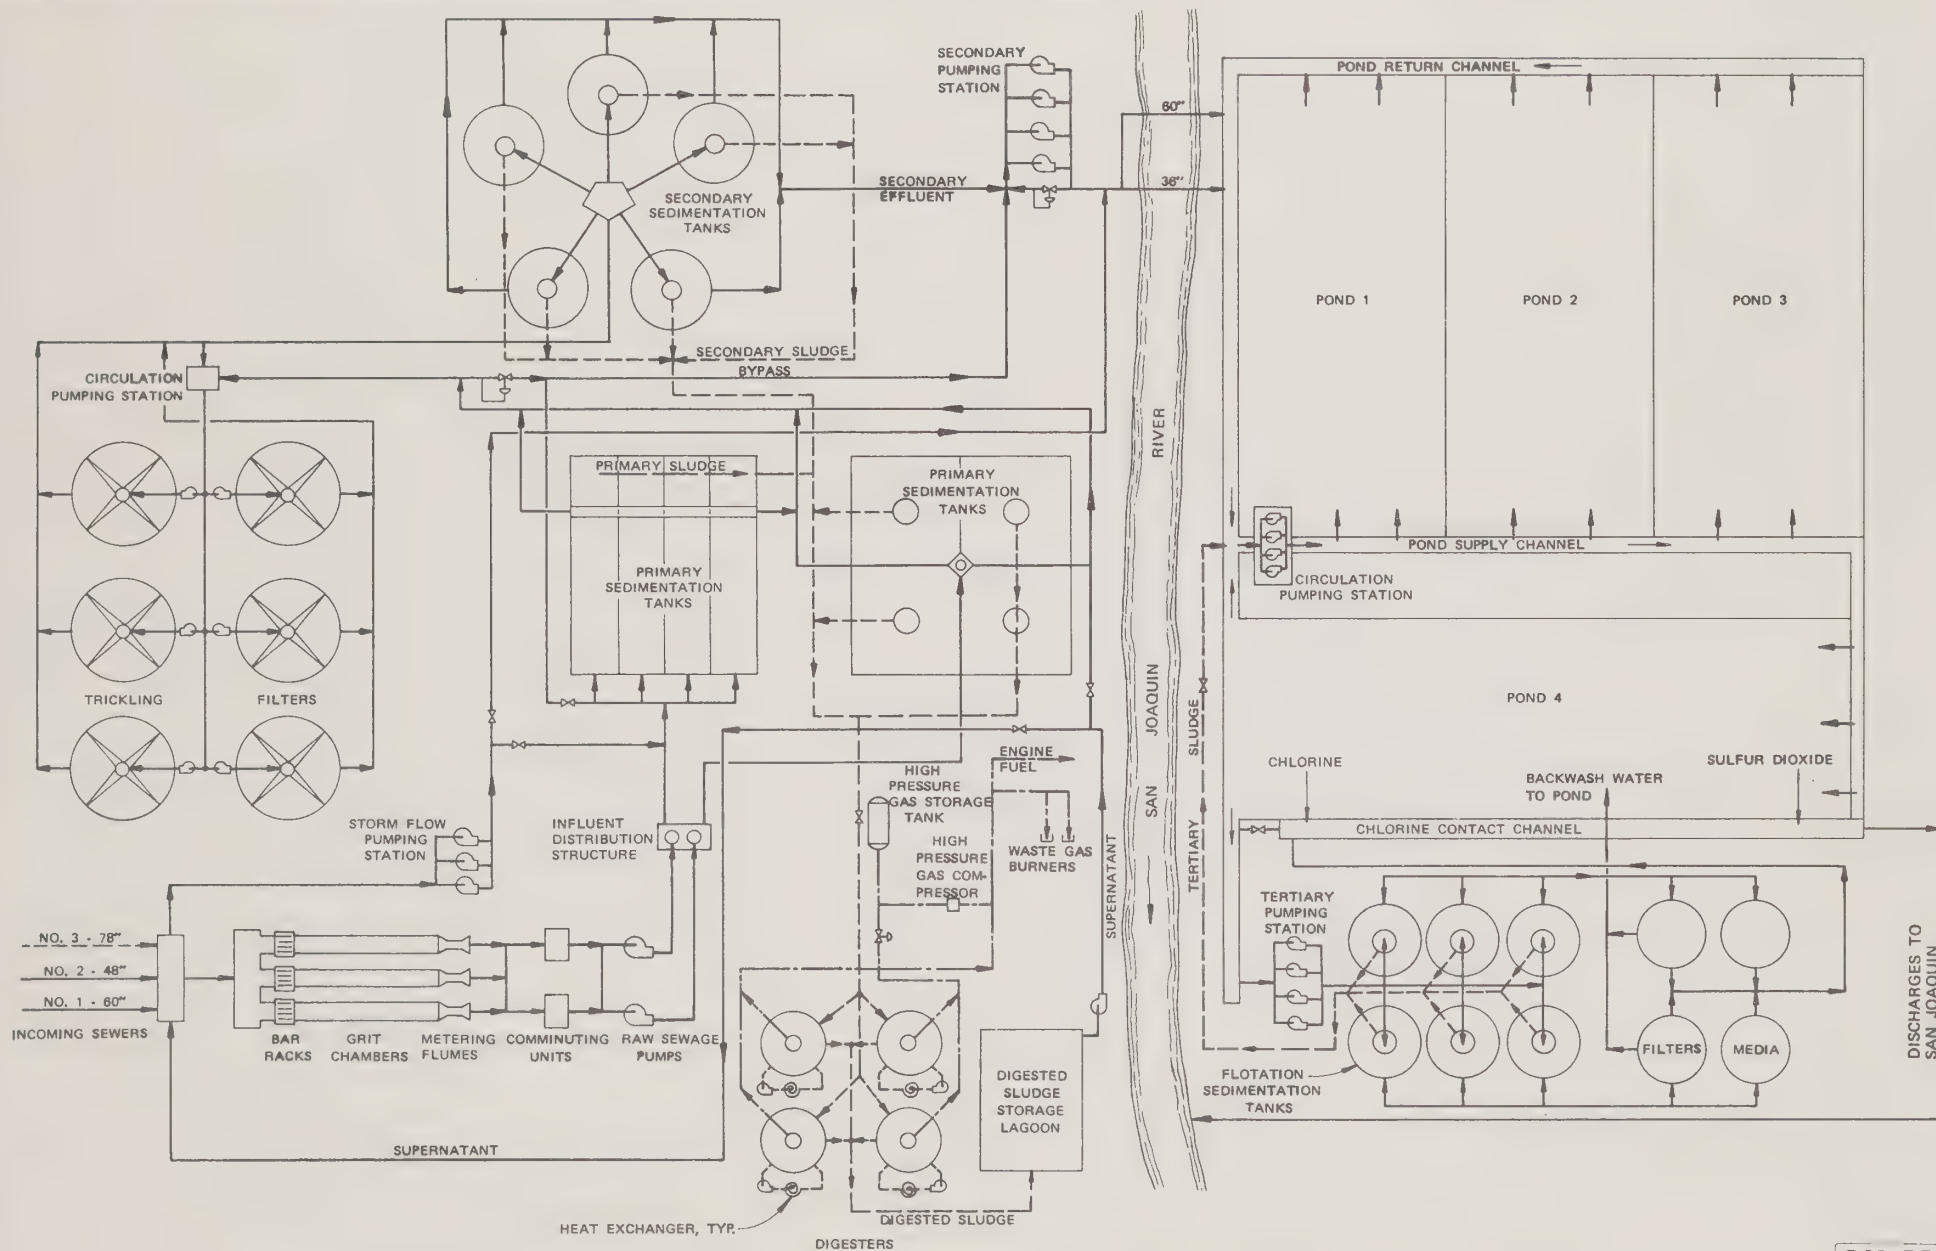 SECONDARY
PUMPING
STATION
POND RETURN CHANNEL
60"
36"
SECONDARY
EFFLUENT
SECONDARY
SEDIMENTATION
TANKS
POND 1
POND 2
POND 3
SECONDARY SLUDGE
BYPASS
CIRCULATION
PUMPING STATION
RIVER
JOAQUIN
SAN
PRIMARY SLUDGE
PRIMARY
SEDIMENTATION
TANKS
PRIMARY
SEDIMENTATION
TANKS
POND SUPPLY CHANNEL
CIRCULATION
PUMPING STATION
TRICKLING
FILTERS
POND 4
TERTIARY SLUDGE
ENGINE
FUEL
HIGH
PRESSURE
GAS STORAGE
TANK
CHLORINE
BACKWASH WATER
TO POND
SULFUR DIOXIDE
CHLORINE CONTACT CHANNEL
STORM FLOW
PUMPING
STATION
INFLUENT
DISTRIBUTION
STRUCTURE
HIGH
PRESSURE
GAS COM-
PRESSOR
WASTE GAS
BURNERS
SUPERNATANT
TERTIARY
PUMPING
STATION
NO. 3 - 78"
NO. 2 - 48"
NO. 1 - 60"
INCOMING SEWERS
BAR
RACKS
GRIT
CHAMBERS
METERING
FLUMES
COMMINUTING
UNITS
RAW SEWAGE
PUMPS
FILTERS
MEDIA
FLOTATION
SEDIMENTATION
TANKS
DISCHARGES TO
SAN JOAQUIN
DIGESTED
SLUDGE
STORAGE
LAGOON
SUPERNATANT
DIGESTED SLUDGE
HEAT EXCHANGER, TYP.
DIGESTERS